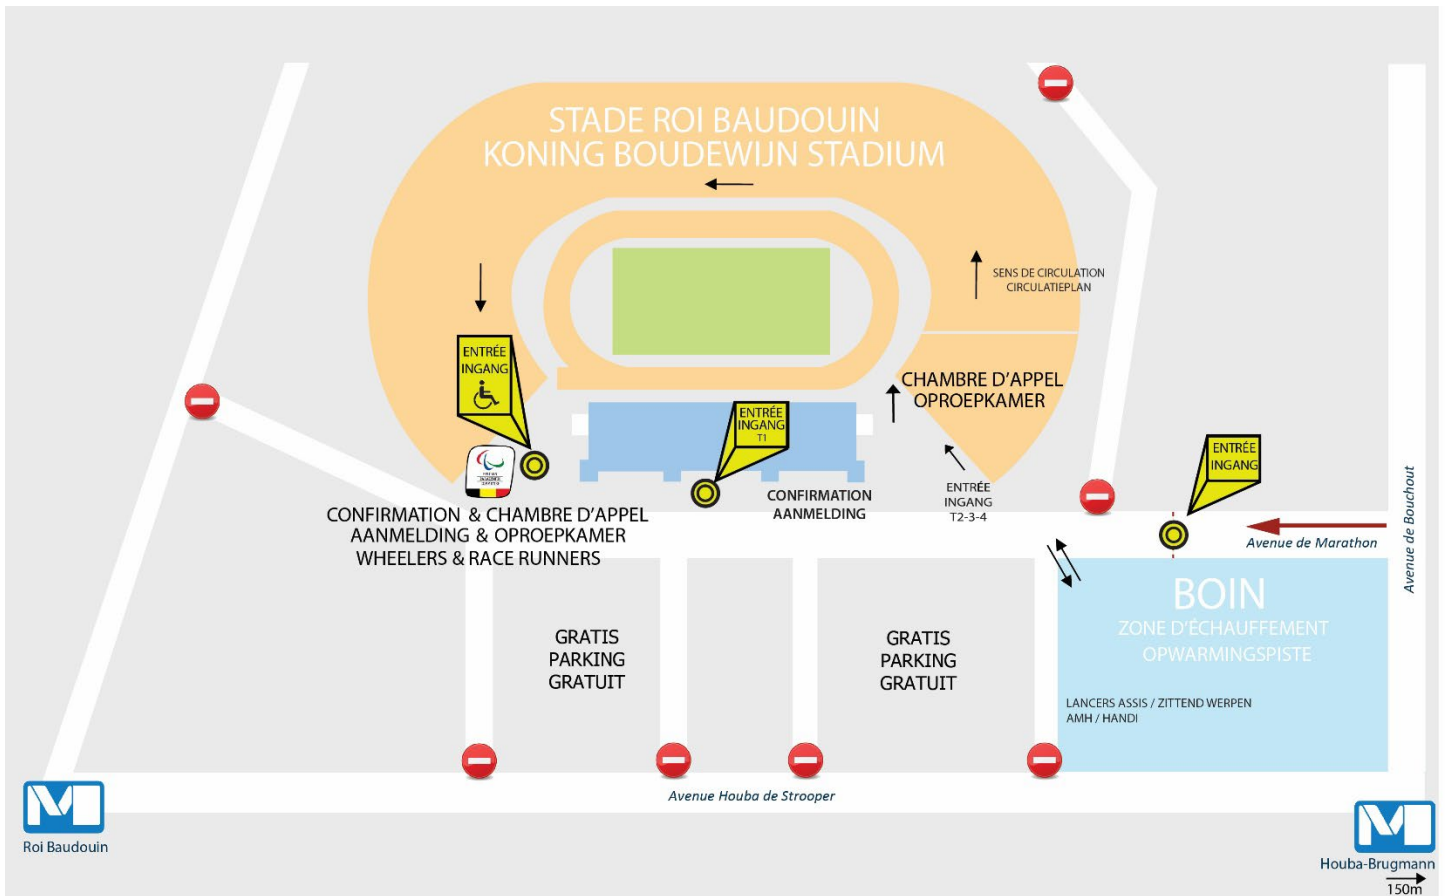 STADE ROI BAUDOUIN
KONING BOUDEWIJN STADIUM
SENS DE CIRCULATION
CIRCULATIEPLAN
ENTRÉE
INGANG
CHAMBRE D'APPEL
OPROEPKAMER
ENTRÉE
INGANG
T1
ENTRÉE
INGANG
CONFIRMATION
AANMELDING
ENTRÉE
INGANG
T2-3-4
CONFIRMATION & CHAMBRE D'APPEL
AANMELDING & OPROEPKAMER
WHEELERS & RACE RUNNERS
Avenue de Marathon
Avenue de Bouchout
BOIN
ZONE D'ÉCHAUFFEMENT
OPWARMINGSPISTE
GRATIS
PARKING
GRATUIT
GRATIS
PARKING
GRATUIT
LANCERS ASSIS / ZITTEND WERPEN
AMH / HANDI
Avenue Houba de Strooper
M
Roi Baudouin
M
Houba-Brugmann
150m